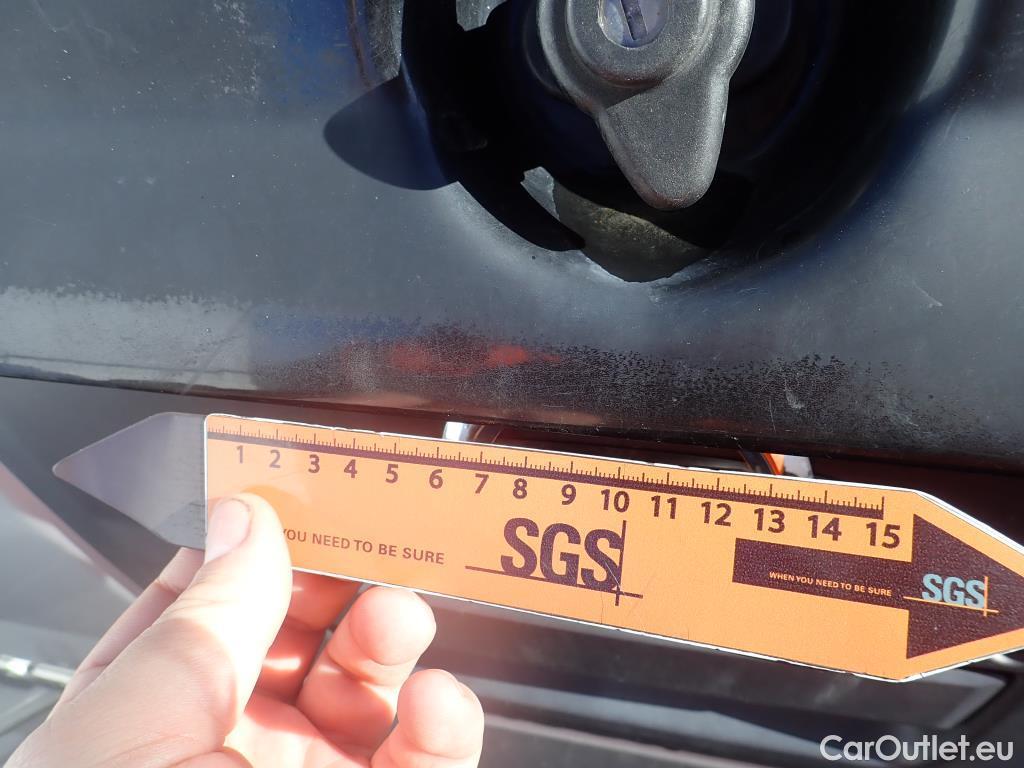 1 2 3 4 5 6 7 8 9 10 11 12 13 14 15
YOU NEED TO BE SURE
SGS
WHEN YOU NEED TO BE SURE
SGS
CarOutlet.eu